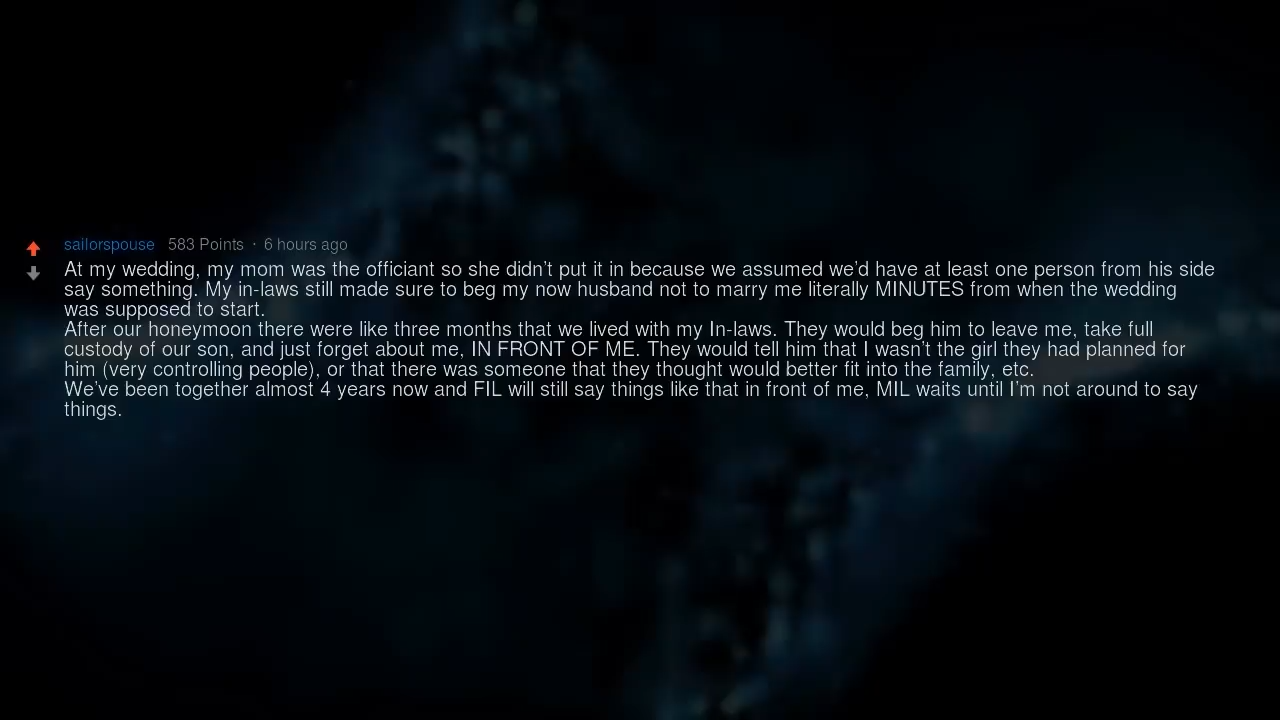 sailorspouse 583 Points · 6 hours ago
At my wedding, my mom was the officiant so she didn't put it in because we assumed we'd have at least one person from his side
say something. My in-laws still made sure to beg my now husband not to marry me literally MINUTES from when the wedding
was supposed to start.
After our honeymoon there were like three months that we lived with my In-laws. They would beg him to leave me, take full
custody of our son, and just forget about me, IN FRONT OF ME. They would tell him that I wasn't the girl they had planned for
him (very controlling people), or that there was someone that they thought would better fit into the family, etc.
We've been together almost 4 years now and FIL will still say things like that in front of me, MIL waits until I'm not around to say
things.